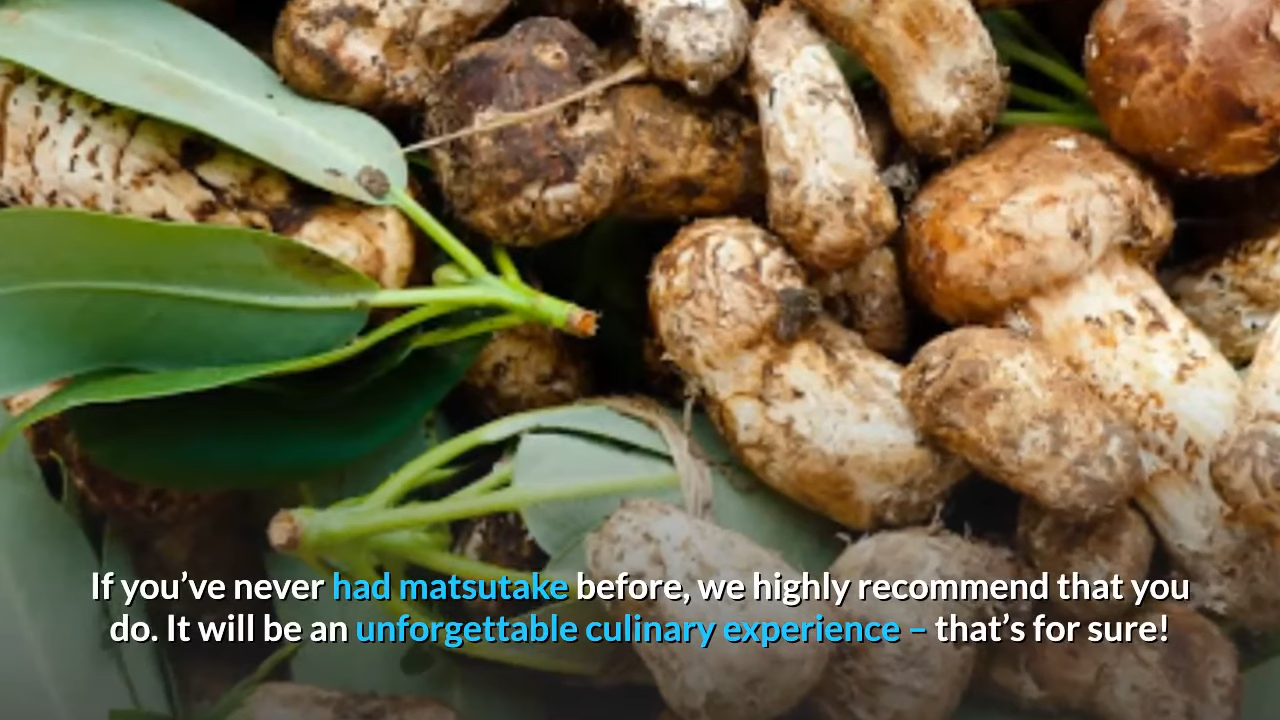 If you’ve never had matsutake before, we highly recommend that you
do. It will be an unforgettable culinary experience – that’s for sure!